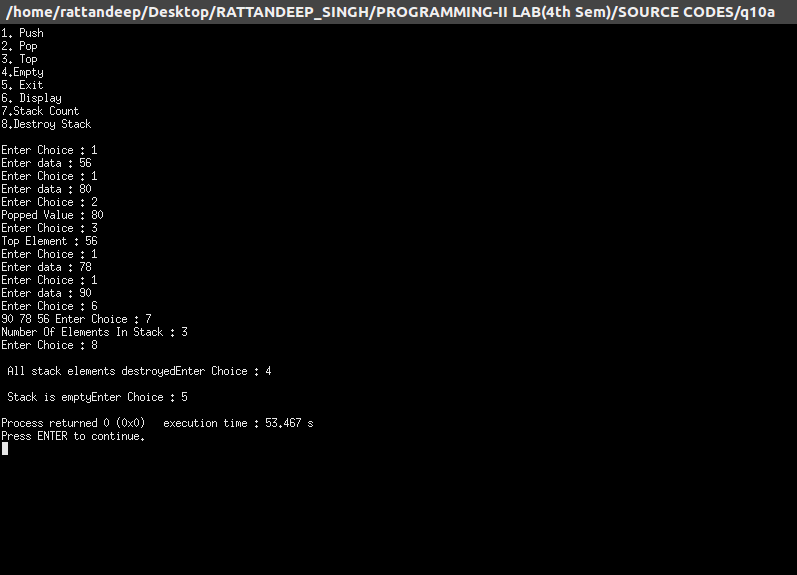 /home/rattandeep/Desktop/RATTANDEEP_SINGH/PROGRAMMING-II LAB(4th Sem)/SOURCE CODES/q10a
1. Push
2. Pop
3. Top
4.Empty
5. Exit
6. Display
7.Stack Count
8.Destroy Stack
Enter Choice : 1
Enter data : 56
Enter Choice : 1
Enter data : 80
Enter Choice : 2
Popped Value : 80
Enter Choice : 3
Top Element : 56
Enter Choice : 1
Enter data : 78
Enter Choice : 1
Enter data : 90
Enter Choice : 6
90 78 56 Enter Choice : 7
Number Of Elements In Stack : 3
Enter Choice : 8
All stack elements destroyedEnter Choice : 4
Stack is emptyEnter Choice : 5
Process returned 0 (0x0)   execution time : 53.467 s
Press ENTER to continue.